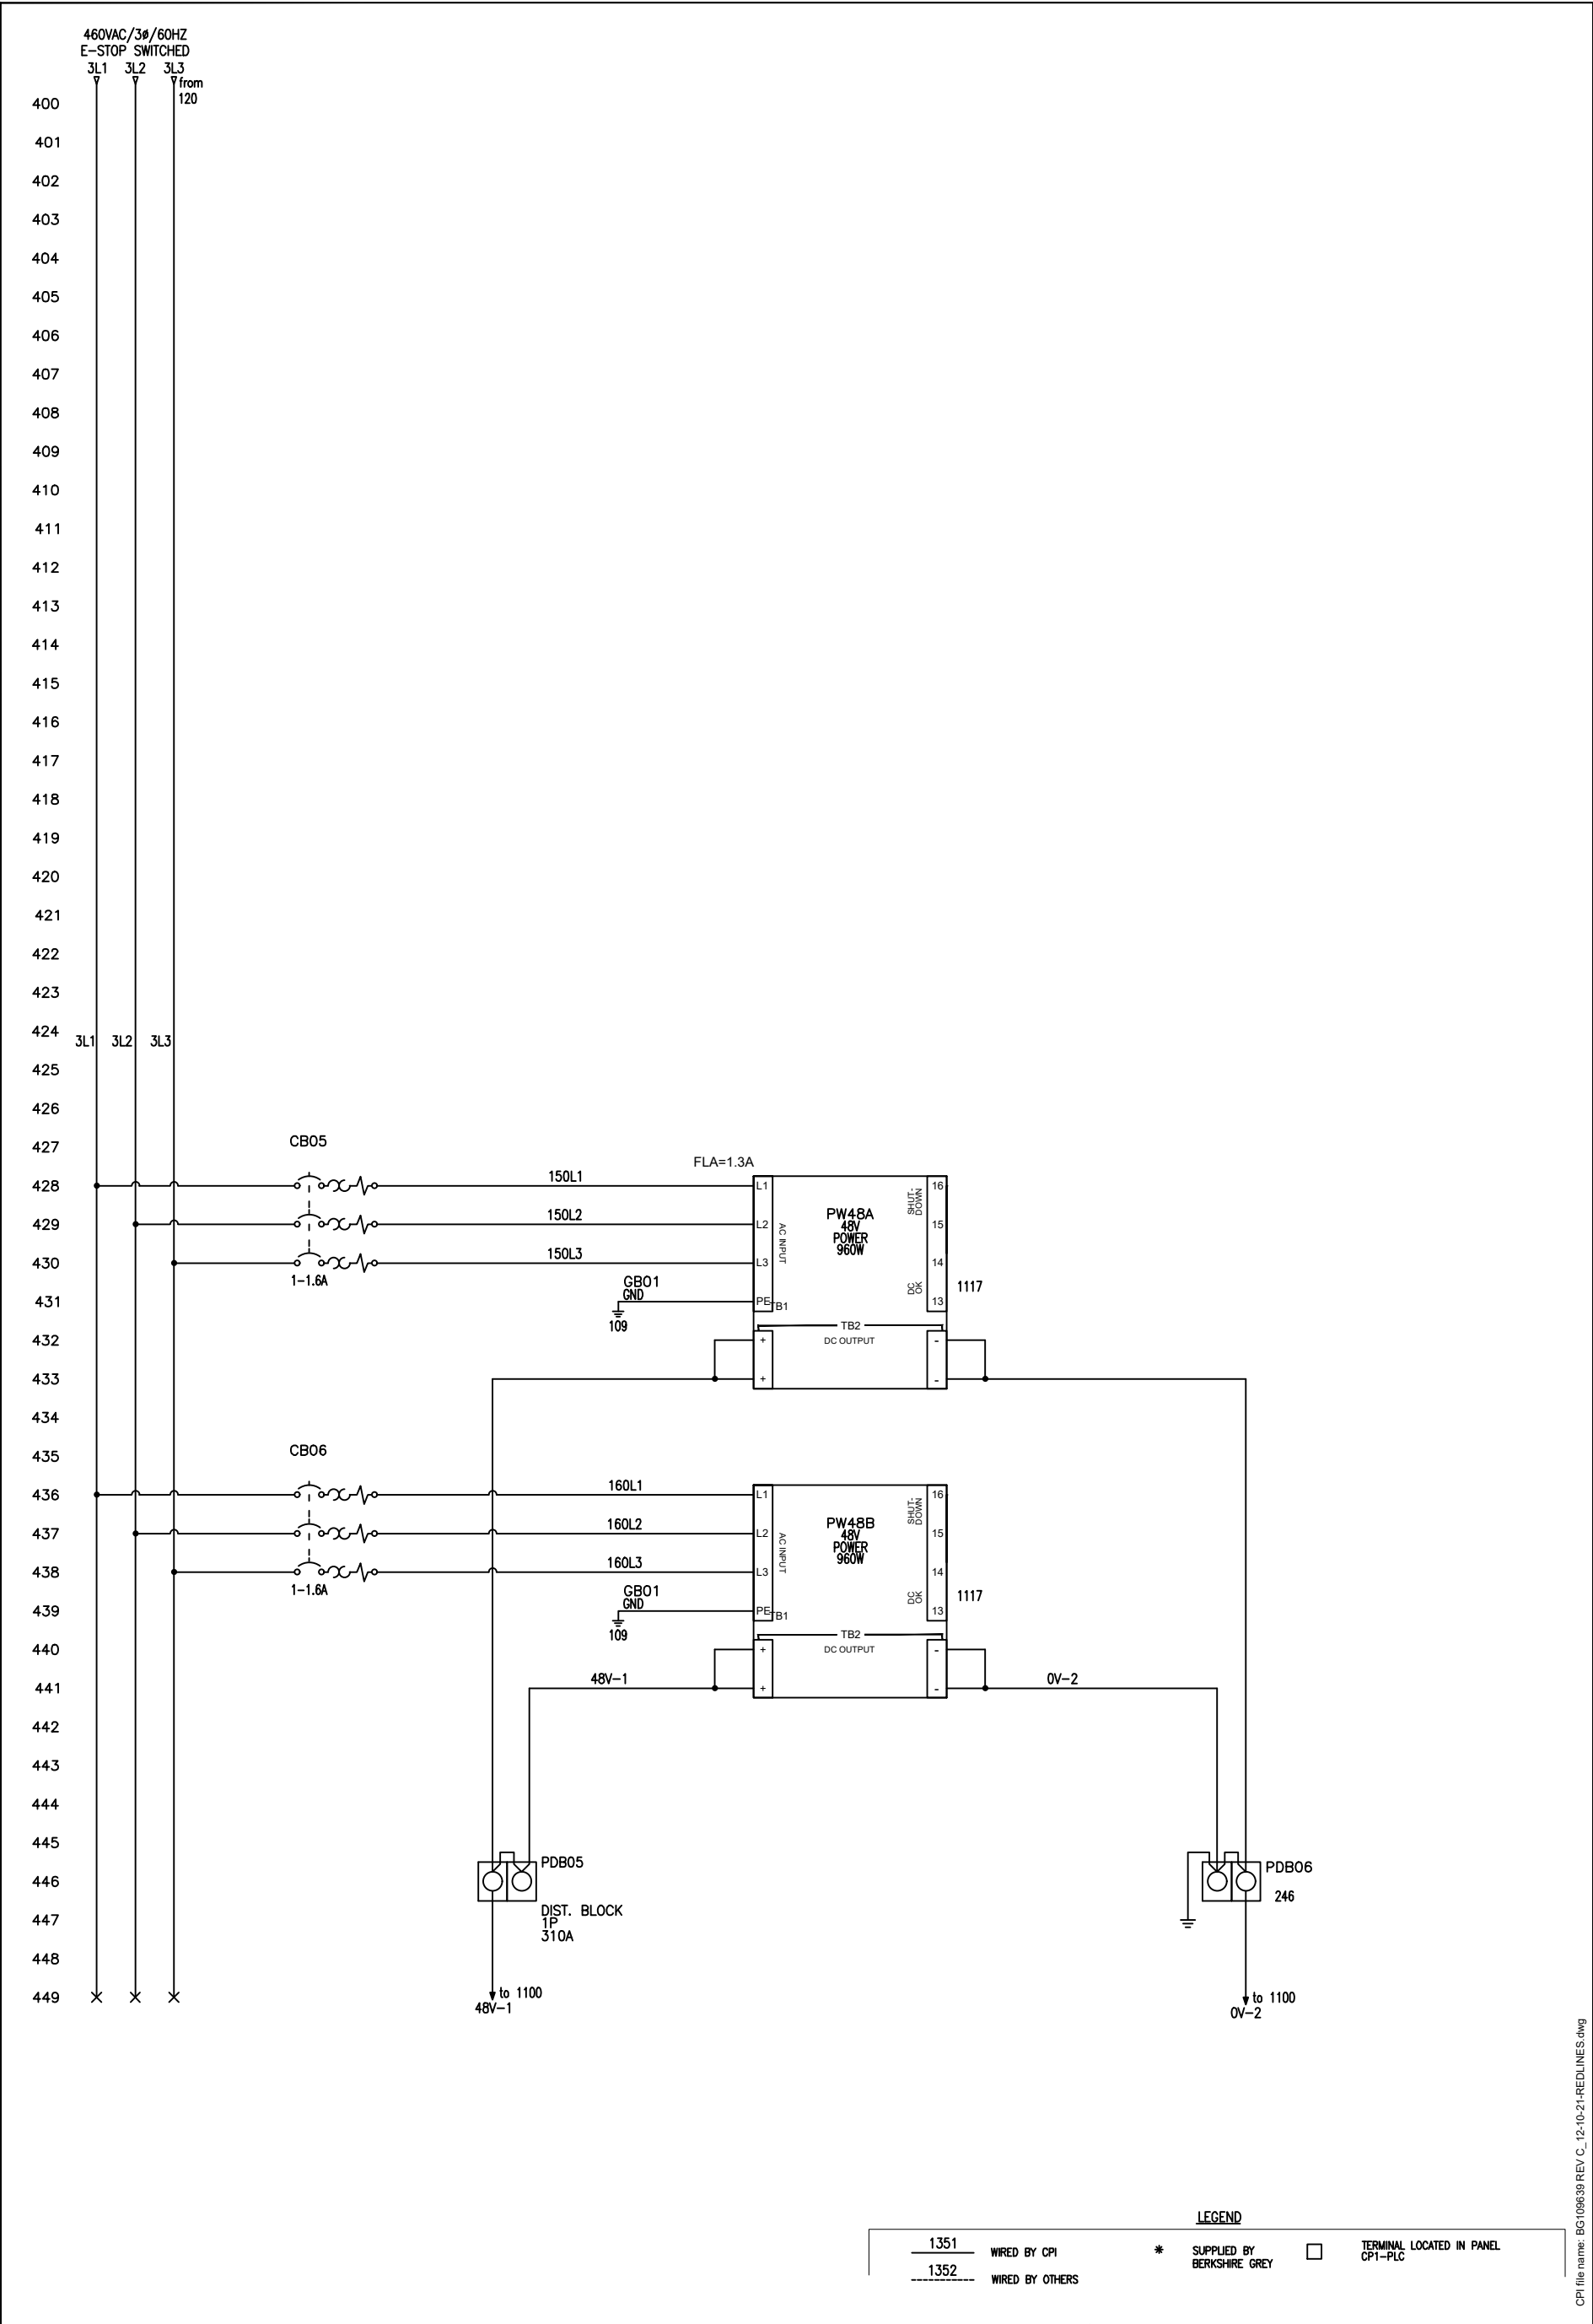 460VAC/3ø/60HZ
E-STOP SWITCHED
3L1 3L2 3L3
from
120
400
401
402
403
404
405
406
407
408
409
410
411
412
413
414
415
416
417
418
419
420
421
422
423
424
3L1 3L2 3L3
425
426
427
CB05
FLA=1.3A
428
150L1
L1
16
SHUT-
DOWN
PW48A
48V
POWER
960W
429
150L2
L2
15
AC INPUT
430
150L3
L3
14
1-1.6A
DC
OK
1117
431
GB01
GND
109
PE
TB1
13
432
TB2
+
DC OUTPUT
-
433
+
-
434
435
CB06
436
160L1
L1
16
SHUT-
DOWN
PW48B
48V
POWER
960W
437
160L2
L2
15
AC INPUT
438
160L3
L3
14
1-1.6A
DC
OK
1117
439
GB01
GND
109
PE
TB1
13
440
TB2
+
DC OUTPUT
-
441
48V-1
+
-
0V-2
442
443
444
445
446
PDB05
PDB06
246
447
DIST. BLOCK
1P
310A
448
449
to 1100
48V-1
to 1100
0V-2
LEGEND
1351 WIRED BY CPI
1352 WIRED BY OTHERS
* SUPPLIED BY
BERKSHIRE GREY
TERMINAL LOCATED IN PANEL
CP1-PLC
CPI file name: BG109639 REV C_ 12-10-21-REDLINES.dwg